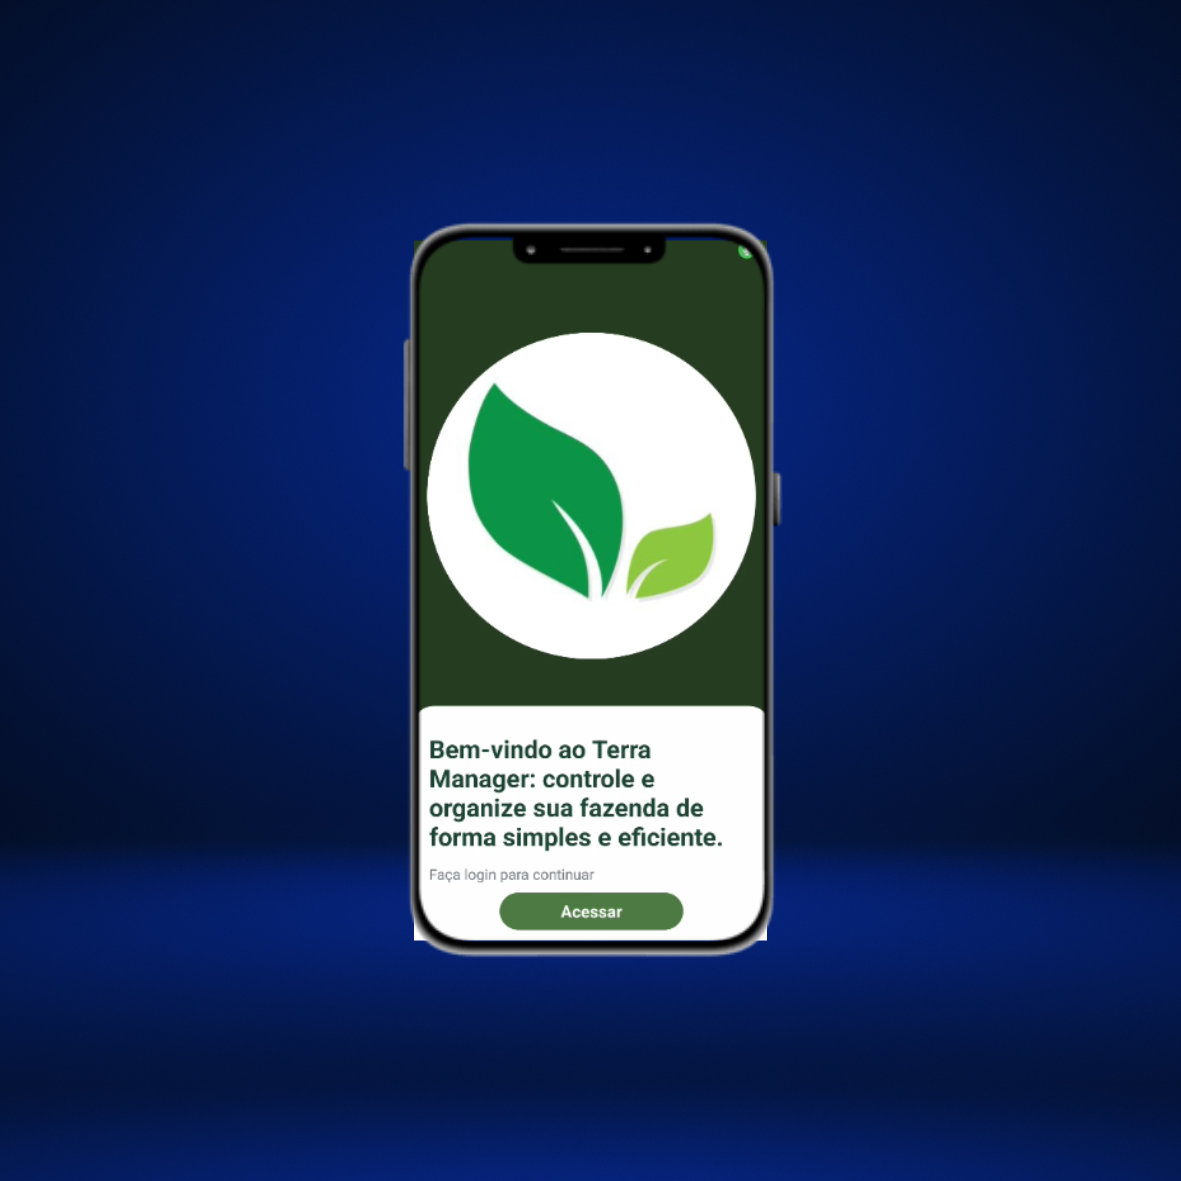 Bem-vindo ao Terra
Manager: controle e
organize sua fazenda de
forma simples e eficiente.
Faça login para continuar
Acessar